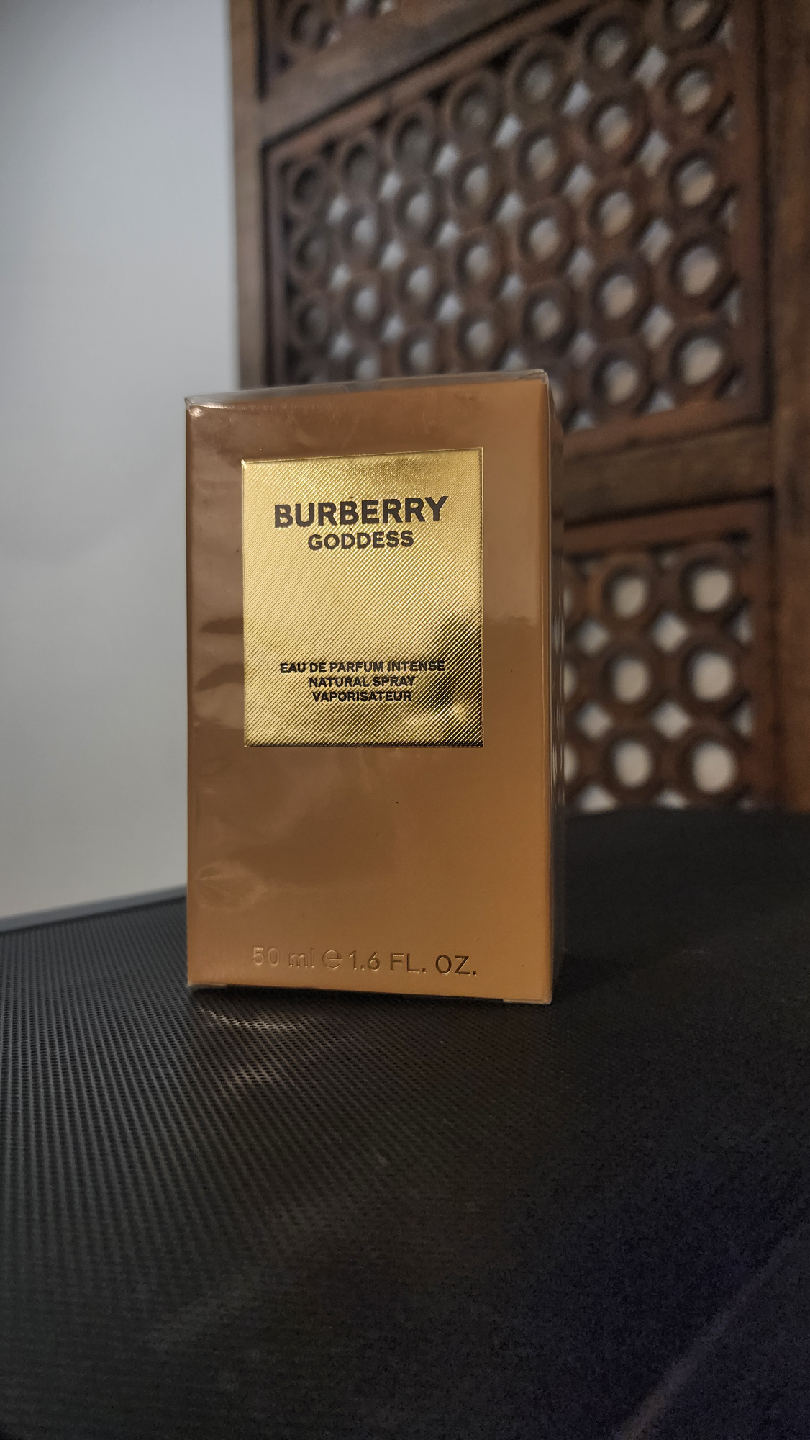 BURBERRY
GODDESS
EAU DE PARFUM INTENSE
NATURAL SPRAY
VAPORISATEUR
50 ml ℮ 1.6 FL. OZ.